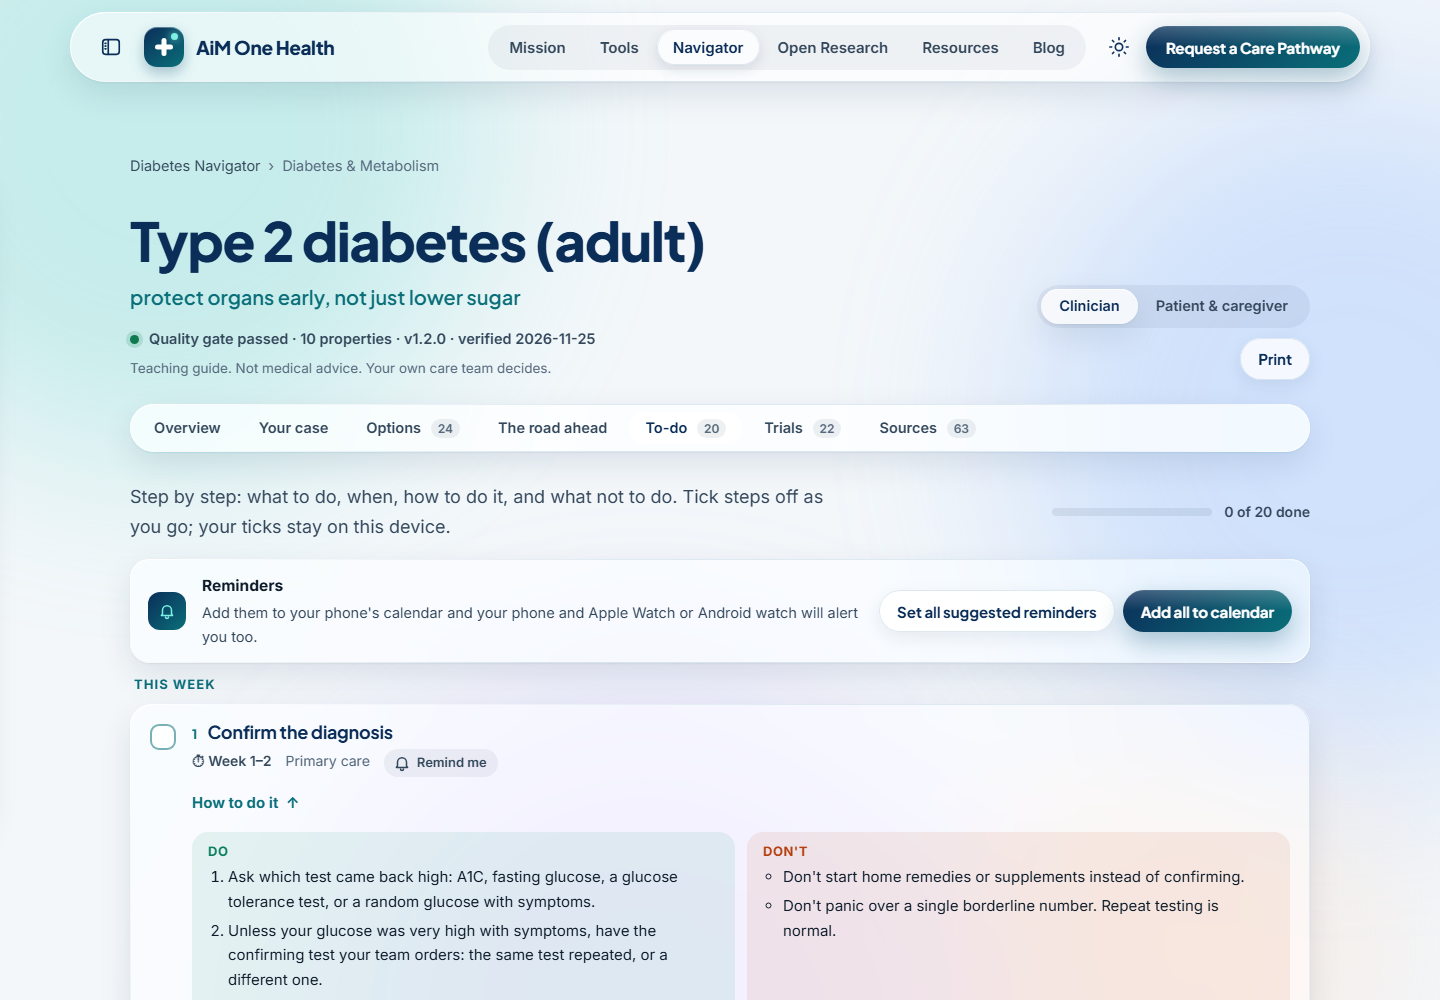 AiM One Health
Mission
Tools
Navigator
Open Research
Resources
Blog
Request a Care Pathway
Diabetes Navigator › Diabetes & Metabolism
Type 2 diabetes (adult)
protect organs early, not just lower sugar
Clinician
Patient & caregiver
Quality gate passed · 10 properties · v1.2.0 · verified 2026-11-25
Print
Teaching guide. Not medical advice. Your own care team decides.
Overview
Your case
Options 24
The road ahead
To-do 20
Trials 22
Sources 63
Step by step: what to do, when, how to do it, and what not to do. Tick steps off as
you go; your ticks stay on this device.
0 of 20 done
Reminders
Add them to your phone's calendar and your phone and Apple Watch or Android watch will alert
you too.
Set all suggested reminders
Add all to calendar
THIS WEEK
1 Confirm the diagnosis
⏱ Week 1–2 Primary care Remind me
How to do it ↑
DO
1. Ask which test came back high: A1C, fasting glucose, a glucose
tolerance test, or a random glucose with symptoms.
2. Unless your glucose was very high with symptoms, have the
confirming test your team orders: the same test repeated, or a
different one.
DON'T
Don't start home remedies or supplements instead of confirming.
Don't panic over a single borderline number. Repeat testing is
normal.